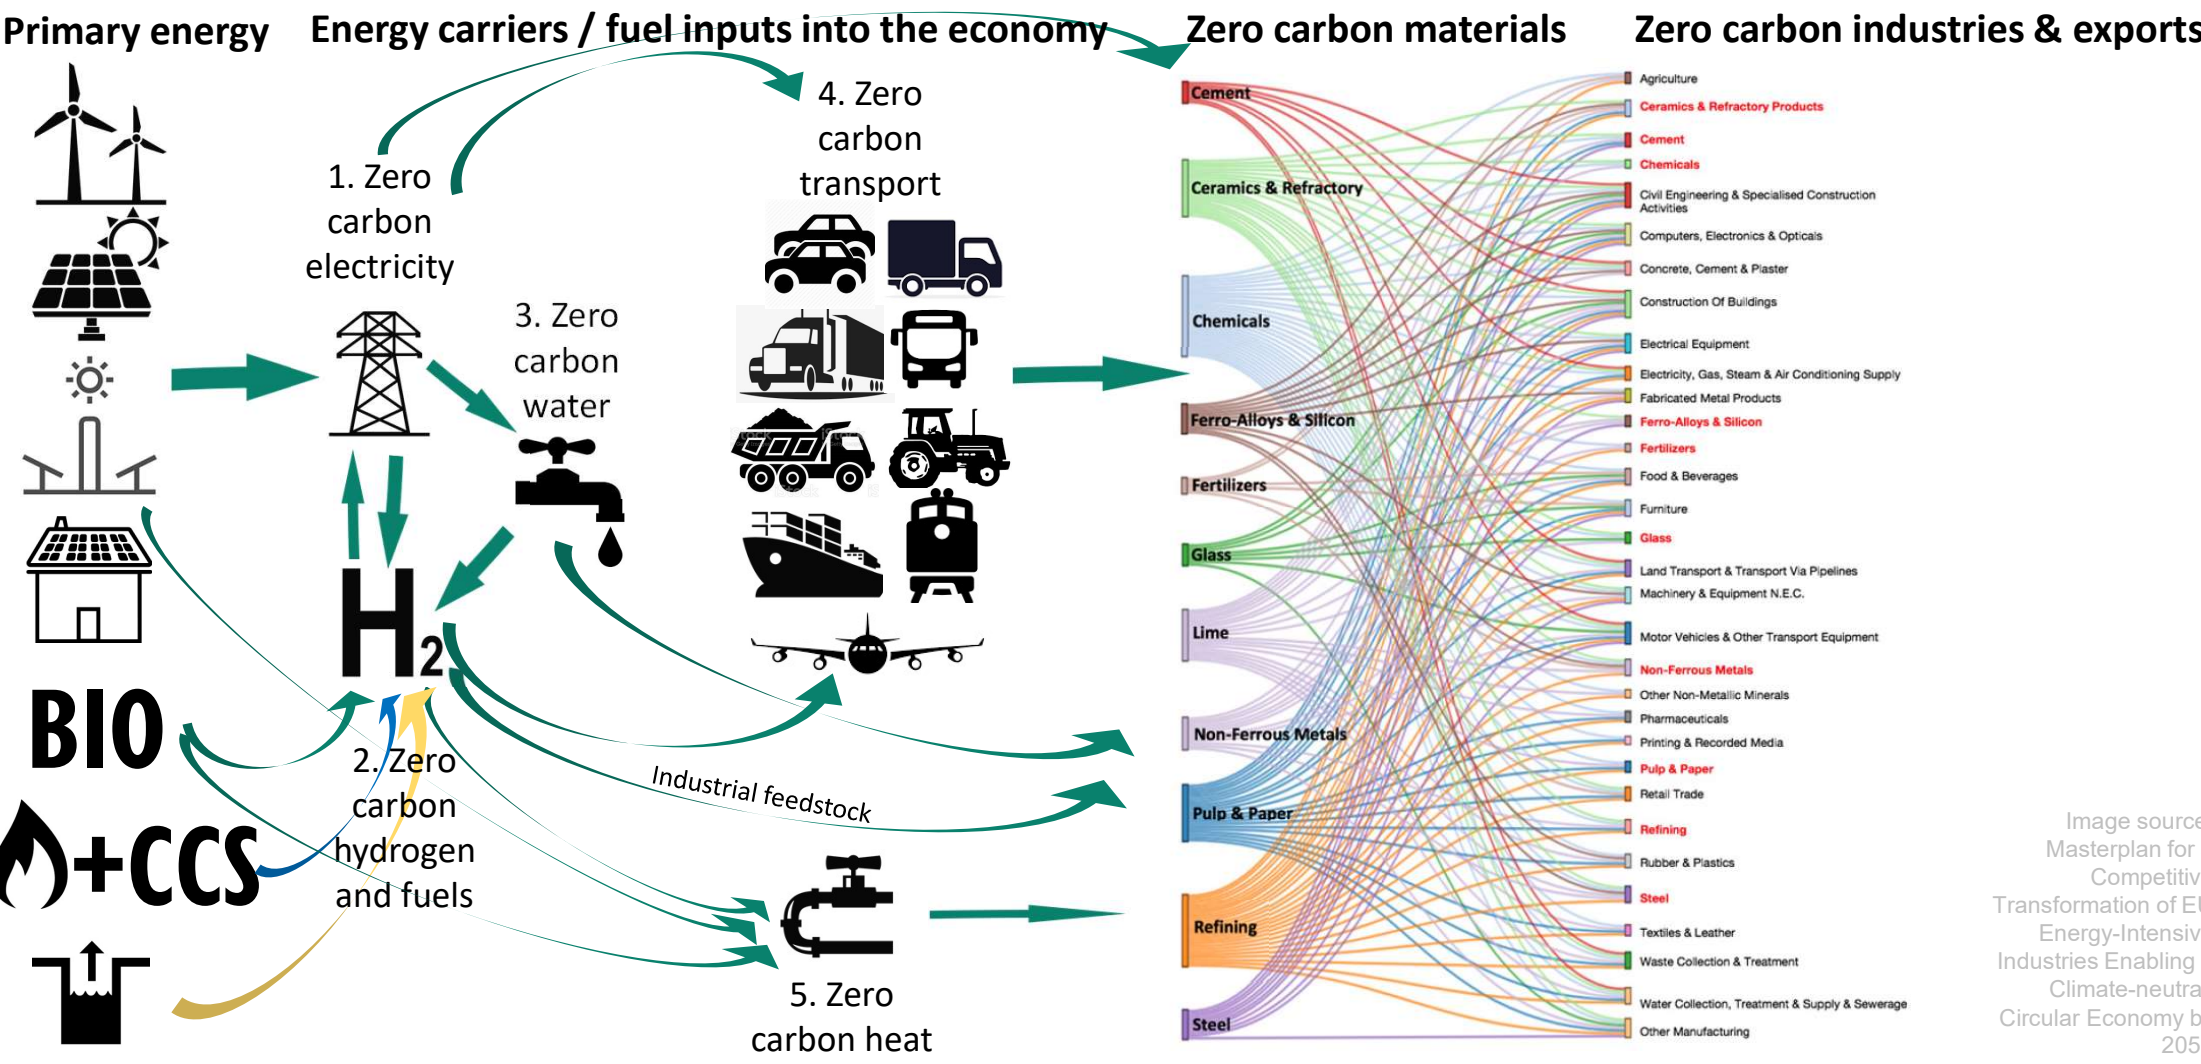 Primary energy
Energy carriers / fuel inputs into the economy
Zero carbon materials
Zero carbon industries & exports
1. Zero
carbon
electricity
3. Zero
carbon
water
4. Zero
carbon
transport
H2
BIO
+CCS
2. Zero
carbon
hydrogen
and fuels
Industrial feedstock
5. Zero
carbon heat
Cement
Ceramics & Refractory
Chemicals
Ferro-Alloys & Silicon
Fertilizers
Glass
Lime
Non-Ferrous Metals
Pulp & Paper
Refining
Steel
Agriculture
Ceramics & Refractory Products
Cement
Chemicals
Civil Engineering & Specialised Construction
Activities
Computers, Electronics & Opticals
Concrete, Cement & Plaster
Construction Of Buildings
Electrical Equipment
Electricity, Gas, Steam & Air Conditioning Supply
Fabricated Metal Products
Ferro-Alloys & Silicon
Fertilizers
Food & Beverages
Furniture
Glass
Land Transport & Transport Via Pipelines
Machinery & Equipment N.E.C.
Motor Vehicles & Other Transport Equipment
Non-Ferrous Metals
Other Non-Metallic Minerals
Pharmaceuticals
Printing & Recorded Media
Pulp & Paper
Retail Trade
Refining
Rubber & Plastics
Steel
Textiles & Leather
Waste Collection & Treatment
Water Collection, Treatment & Supply & Sewerage
Other Manufacturing
Image source
Masterplan for
Competitiv
Transformation of EU
Energy-Intensiv
Industries Enabling
Climate-neutra
Circular Economy b
205